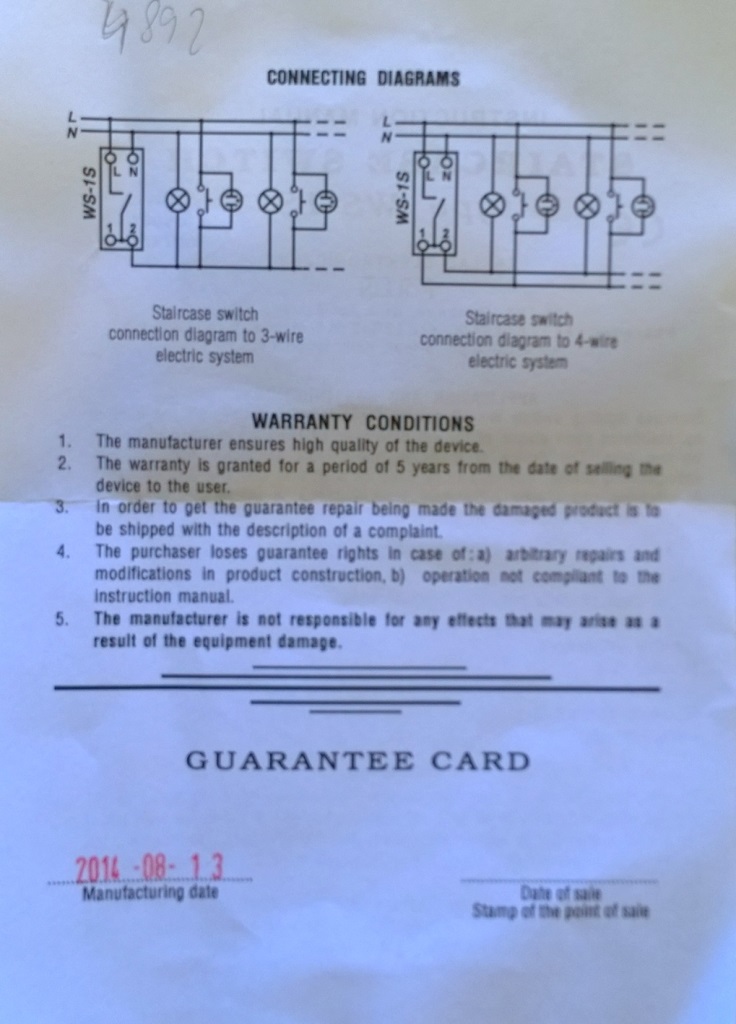 4892
CONNECTING DIAGRAMS
L
N
WS-1S
L N
1 2
L
N
WS-1S
L N
1 2
Staircase switch
connection diagram to 3-wire
electric system
Staircase switch
connection diagram to 4-wire
electric system
WARRANTY CONDITIONS
1. The manufacturer ensures high quality of the device.
2. The warranty is granted for a period of 5 years from the date of selling the
device to the user.
3. In order to get the guarantee repair being made the damaged product is to
be shipped with the description of a complaint.
4. The purchaser loses guarantee rights in case of: a) arbitrary repairs and
modifications in product construction, b) operation not compliant to the
instruction manual.
5. The manufacturer is not responsible for any effects that may arise as a
result of the equipment damage.
GUARANTEE CARD
2014 -08- 1 3
Manufacturing date
Date of sale
Stamp of the point of sale